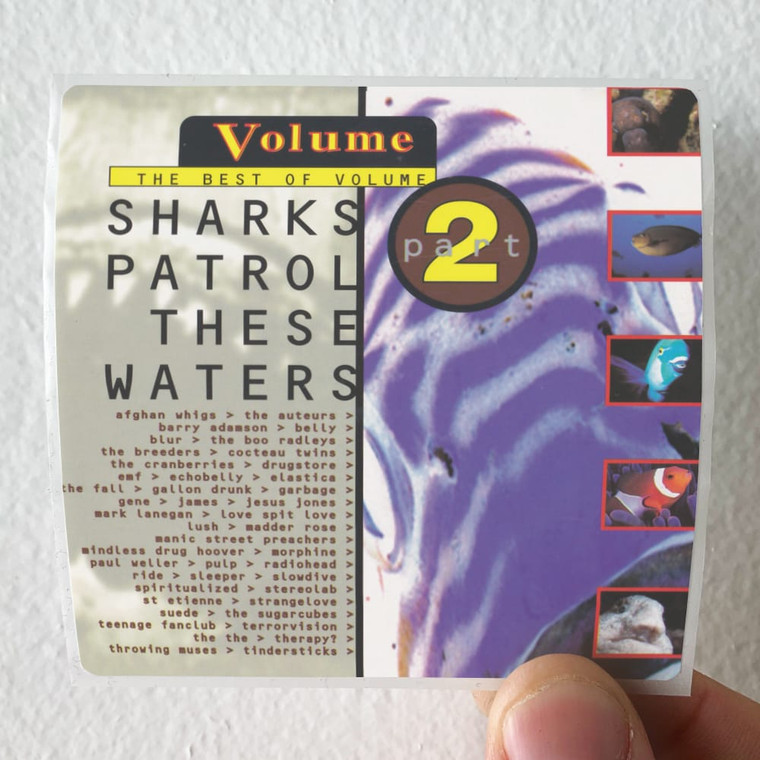 Volume
THE BEST OF VOLUME
part 2
SHARKS
PATROL
THESE
WATERS
afghan whigs > the auteurs >
barry adamson > belly
blur > the boo radleys >
the breeders > cocteau twins >
the cranberries > drugstore >
emf > echobelly > elastica
the fall > gallon drunk > garbage
gene > james > jesus jones >
mark lanegan > love spit love >
lush > madder rose >
manic street preachers
mindless drug hoover > morphine >
paul weller > pulp > radiohead
ride > sleeper > slowdive >
spiritualized > stereolab
st etienne > strangelove
suede > the sugarcubes >
teenage fanclub > terrorvision >
the the > therapy? >
throwing muses > tindersticks >